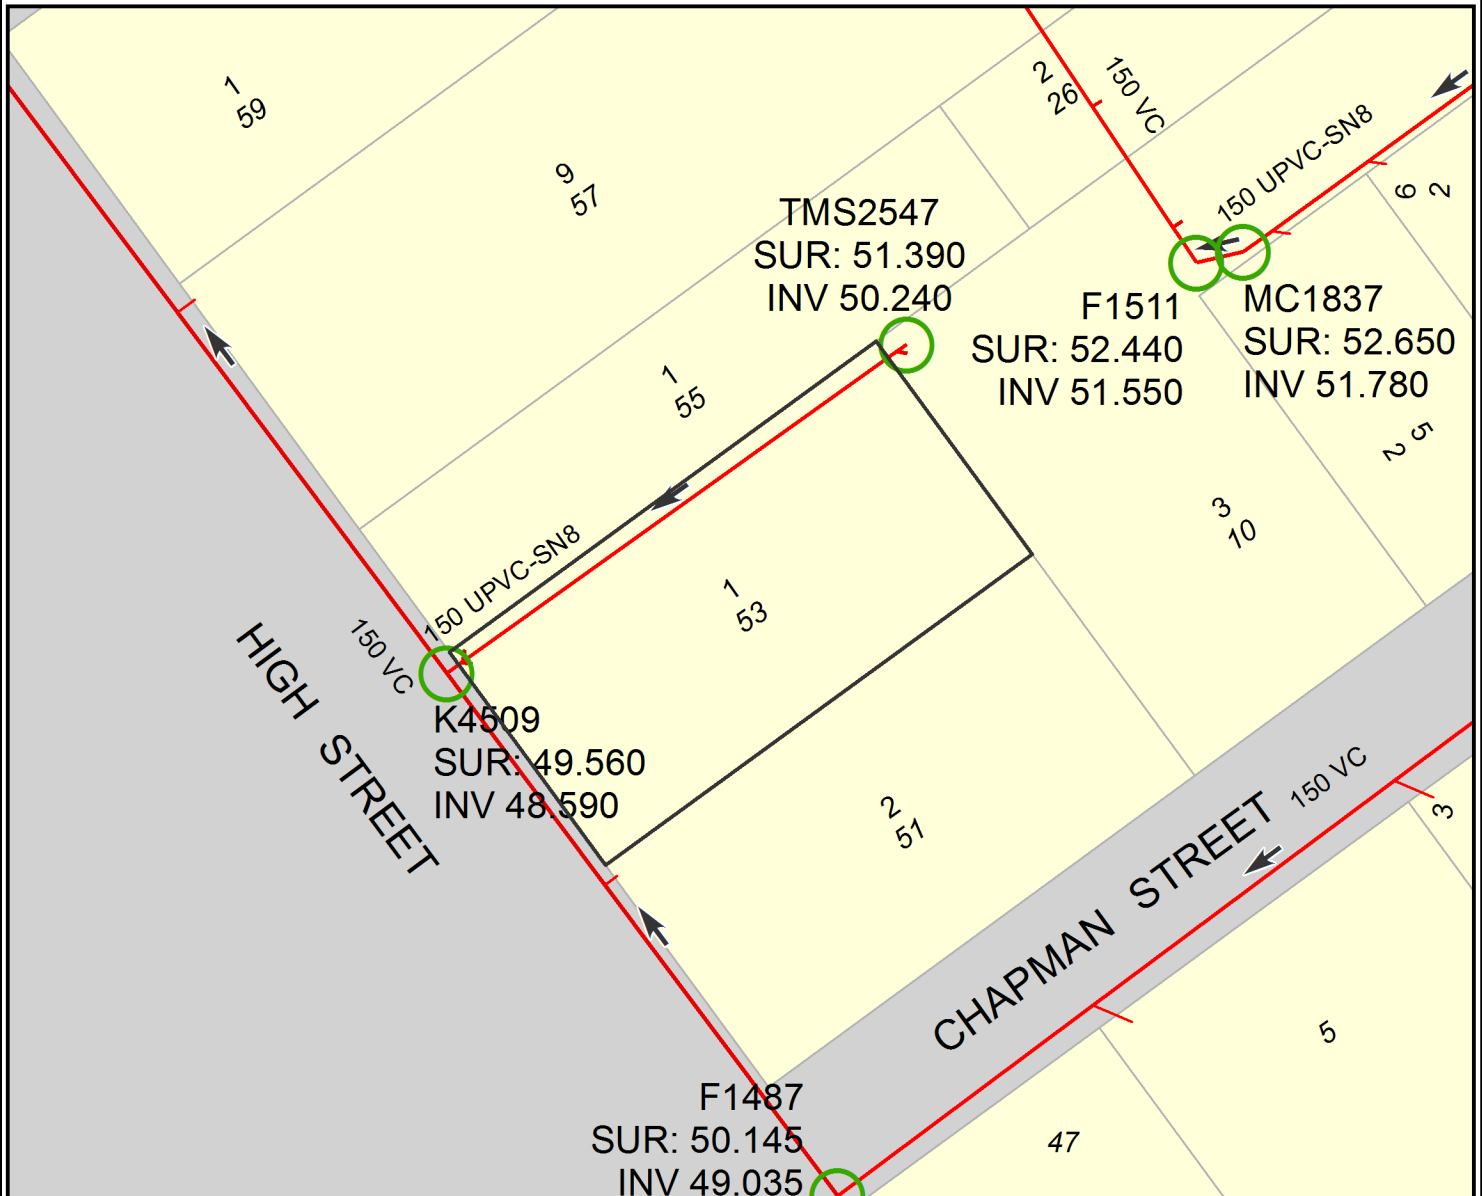 1
59
9
57
2
26
150 VC
150 UPVC-SN8
6
2
TMS2547
SUR: 51.390
INV 50.240
F1511
SUR: 52.440
INV 51.550
MC1837
SUR: 52.650
INV 51.780
1
55
5
2
3
10
150 UPVC-SN8
1
53
150 VC
HIGH STREET
K4509
SUR: 49.560
INV 48.590
2
51
150 VC
3
CHAPMAN STREET
5
F1487
SUR: 50.145
INV 49.035
47